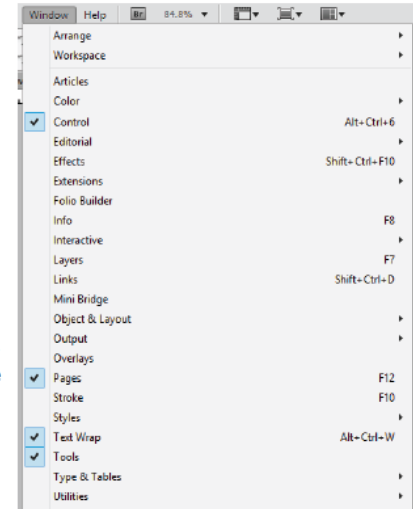 Window Help Br 84.8%
Arrange
Workspace
Articles
Color
Control Alt+Ctrl+6
Editorial
Effects Shift+Ctrl+F10
Extensions
Folio Builder
Info F8
Interactive
Layers F7
Links Shift+Ctrl+D
Mini Bridge
Object & Layout
Output
Overlays
Pages F12
Stroke F10
Styles
Text Wrap Alt+Ctrl+W
Tools
Type & Tables
Utilities